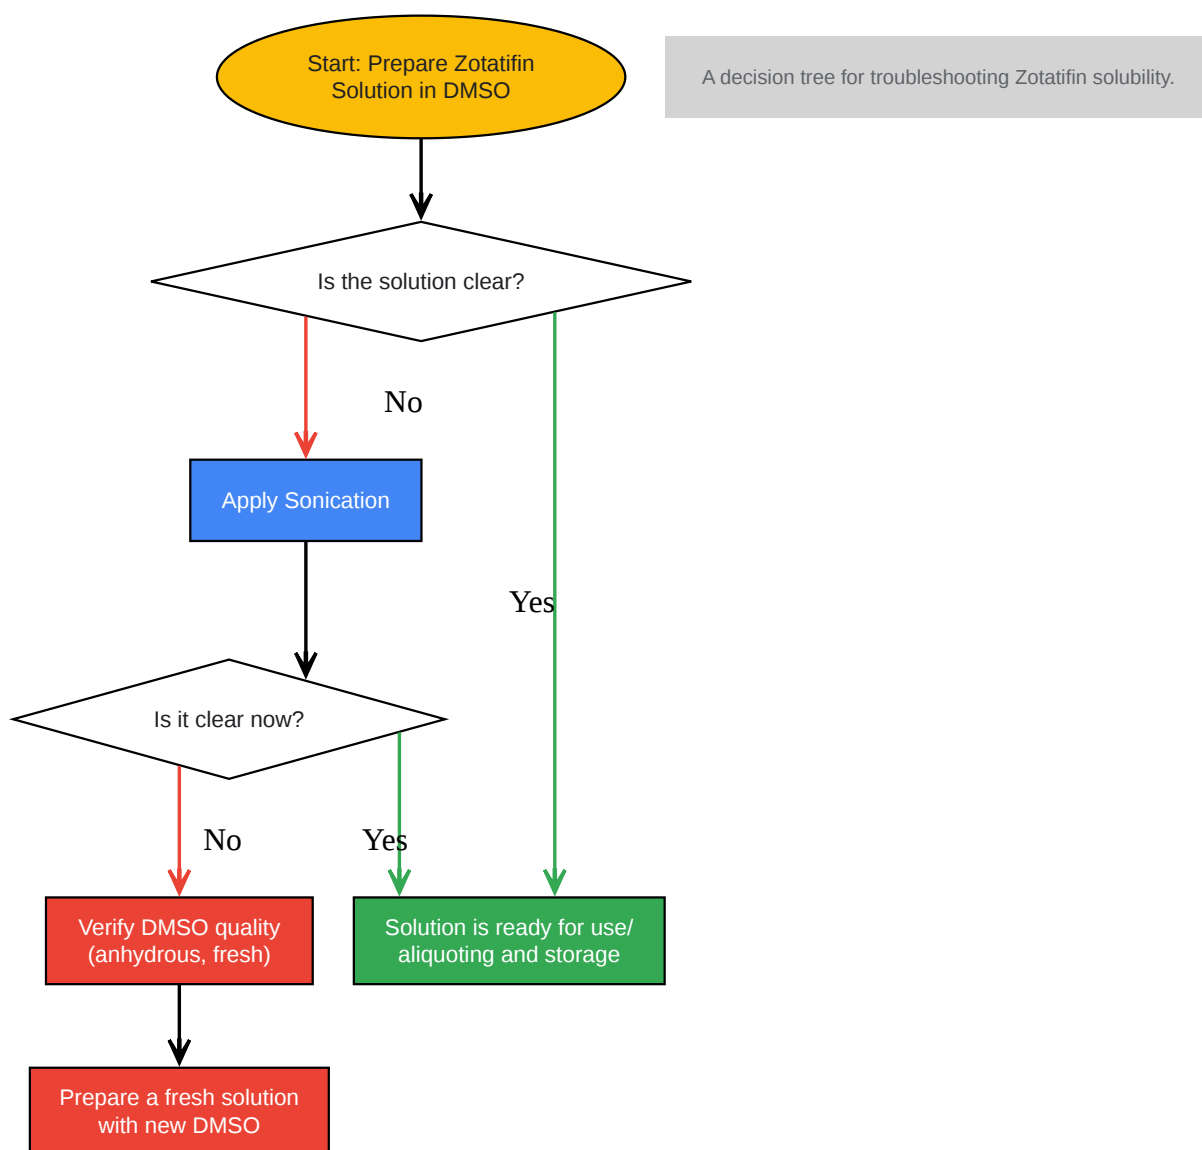 Start: Prepare Zotatifin
Solution in DMSO
A decision tree for troubleshooting Zotatifin solubility.
Is the solution clear?
No
Apply Sonication
Yes
Is it clear now?
No
Yes
Verify DMSO quality
(anhydrous, fresh)
Solution is ready for use/
aliquoting and storage
Prepare a fresh solution
with new DMSO